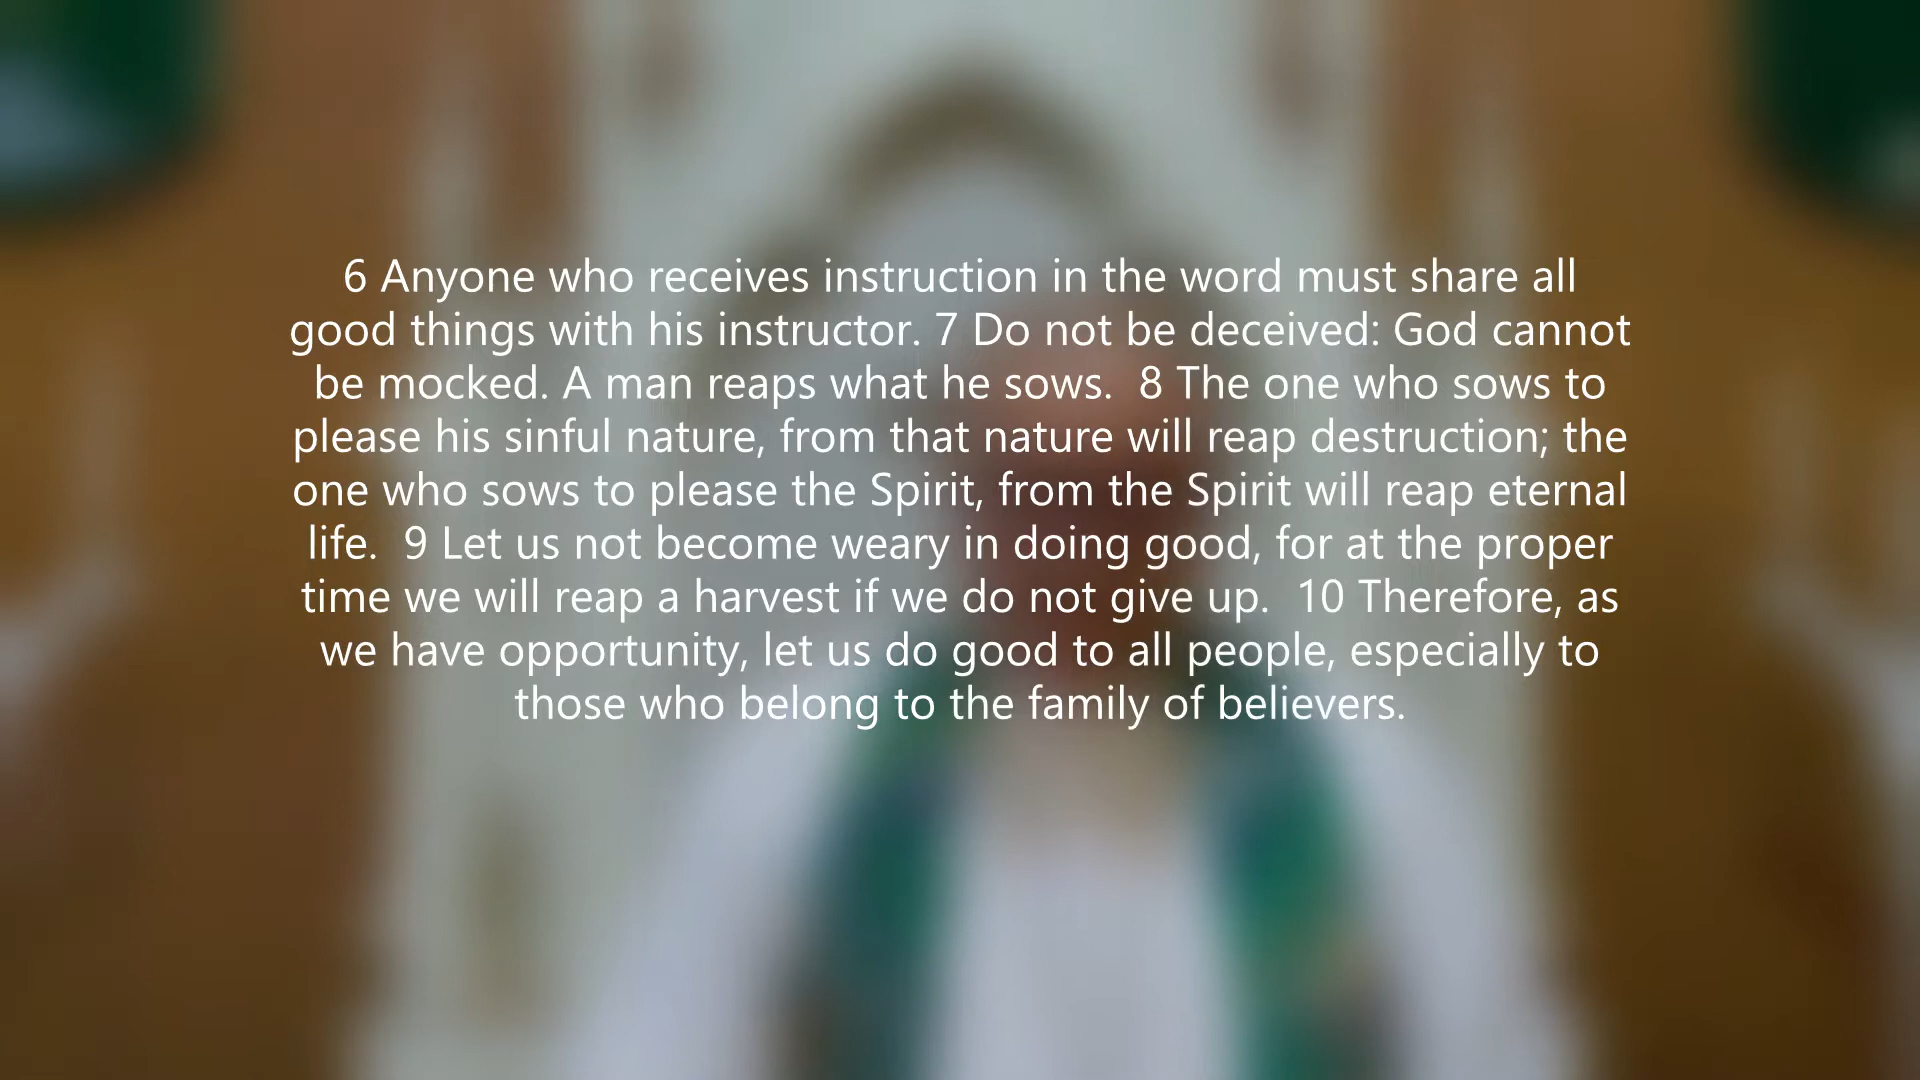 6 Anyone who receives instruction in the word must share all
good things with his instructor. 7 Do not be deceived: God cannot
be mocked. A man reaps what he sows.  8 The one who sows to
please his sinful nature, from that nature will reap destruction; the
one who sows to please the Spirit, from the Spirit will reap eternal
life.  9 Let us not become weary in doing good, for at the proper
time we will reap a harvest if we do not give up.  10 Therefore, as
we have opportunity, let us do good to all people, especially to
those who belong to the family of believers.